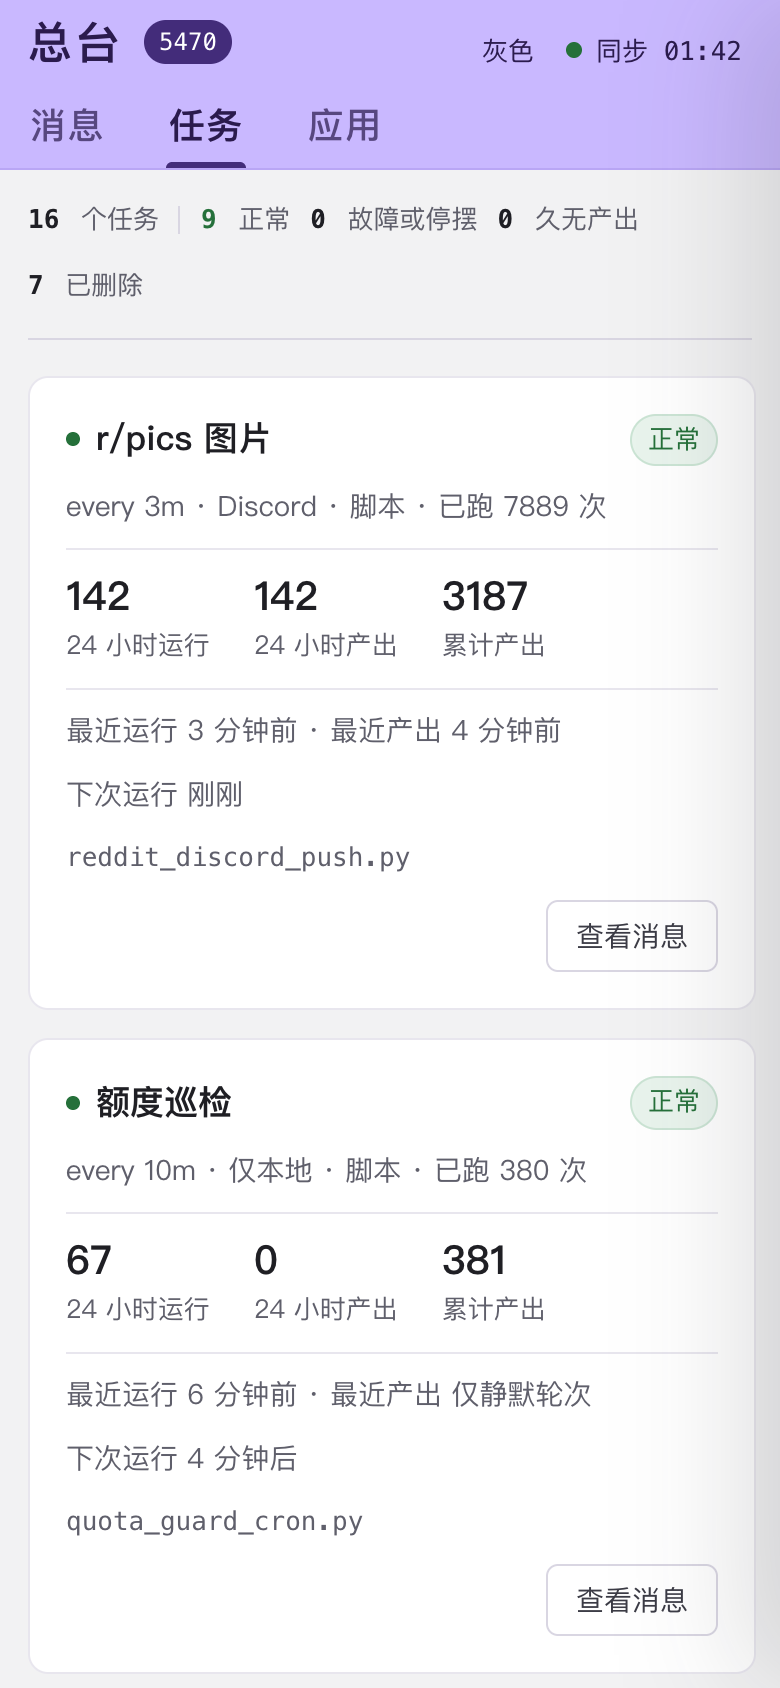 总台 5470 灰色 同步 01:42
消息 任务 应用
16 个任务 9 正常 0 故障或停摆 0 久无产出
7 已删除
r/pics 图片 正常
every 3m · Discord · 脚本 · 已跑 7889 次
142 142 3187
24 小时运行 24 小时产出 累计产出
最近运行 3 分钟前 · 最近产出 4 分钟前
下次运行 刚刚
reddit_discord_push.py
查看消息
额度巡检 正常
every 10m · 仅本地 · 脚本 · 已跑 380 次
67 0 381
24 小时运行 24 小时产出 累计产出
最近运行 6 分钟前 · 最近产出 仅静默轮次
下次运行 4 分钟后
quota_guard_cron.py
查看消息